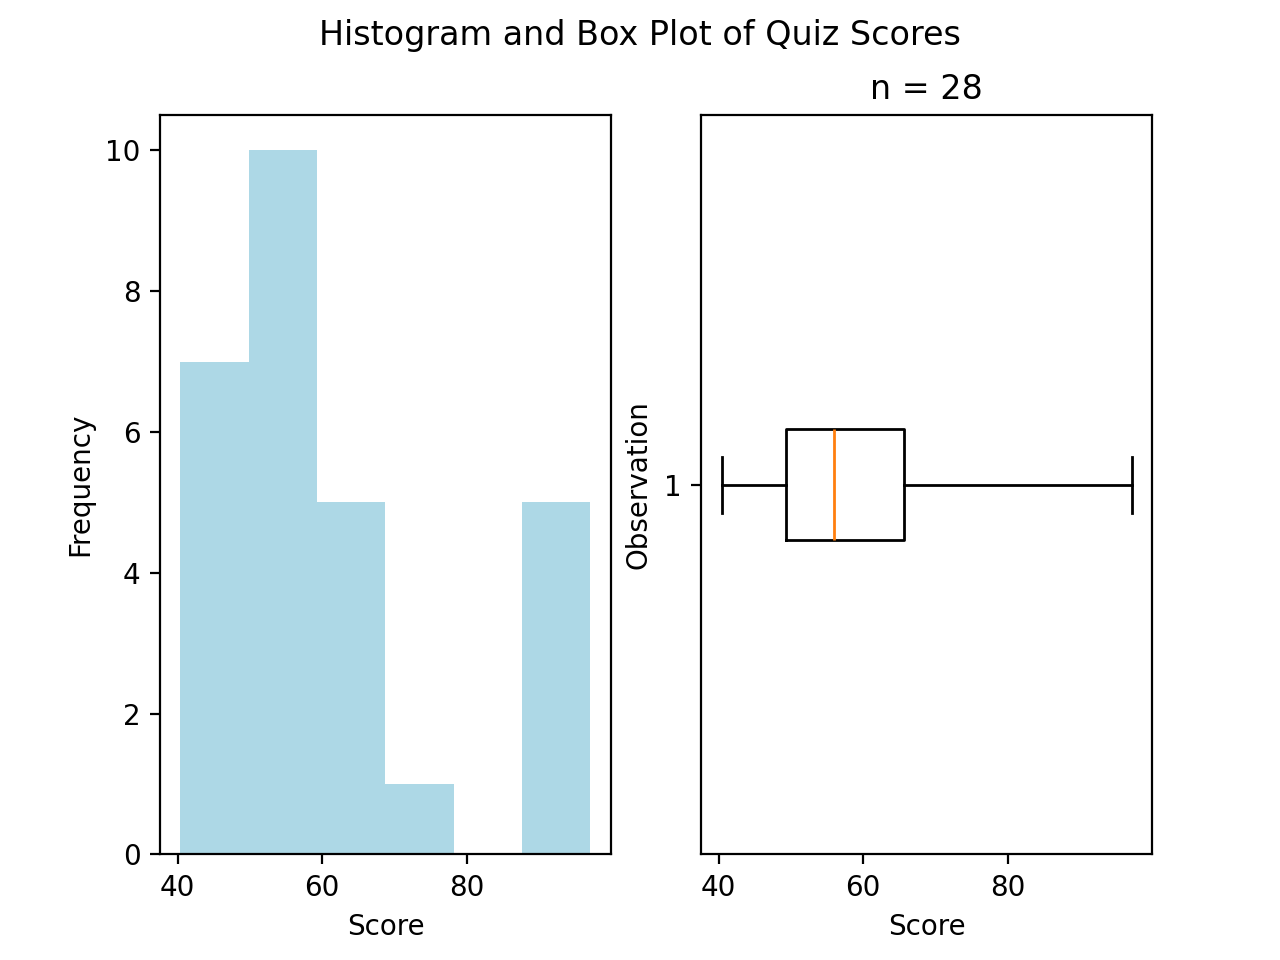 Histogram and Box Plot of Quiz Scores
n = 28
10
8
6
4
2
0
Frequency
40 60 80
Score
Observation
1
40 60 80
Score